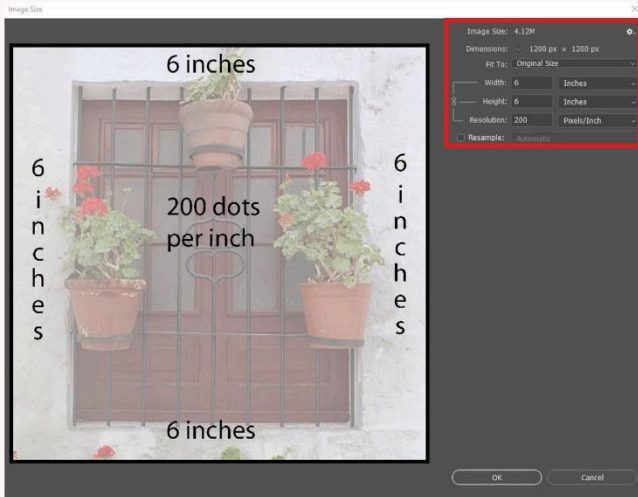 Image Size
6 inches
6 inches
200 dots
per inch
6 inches
6 inches
Image Size: 4.12M
Dimensions: 1200 px × 1200 px
Fit To: Original Size
Width: 6 Inches
Height: 6 Inches
Resolution: 200 Pixels/Inch
Resample: Automatic
OK Cancel